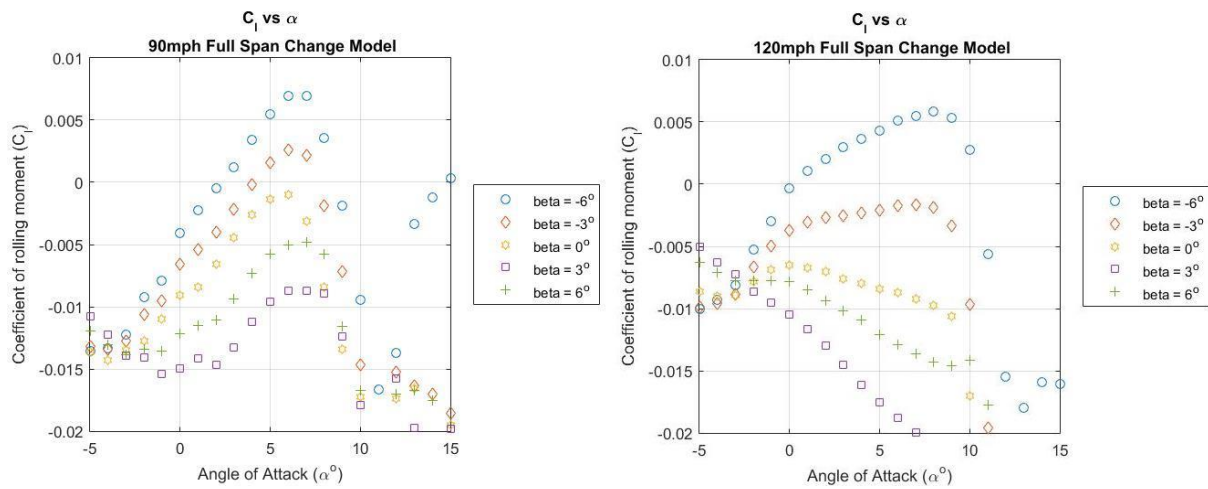 C_l vs α
90mph Full Span Change Model
0.01
0.005
0
-0.005
-0.01
-0.015
-0.02
Coefficient of rolling moment (C_l)
-5 0 5 10 15
Angle of Attack (α°)
beta = -6°
beta = -3°
beta = 0°
beta = 3°
beta = 6°
C_l vs α
120mph Full Span Change Model
0.01
0.005
0
-0.005
-0.01
-0.015
-0.02
Coefficient of rolling moment (C_l)
-5 0 5 10 15
Angle of Attack (α°)
beta = -6°
beta = -3°
beta = 0°
beta = 3°
beta = 6°